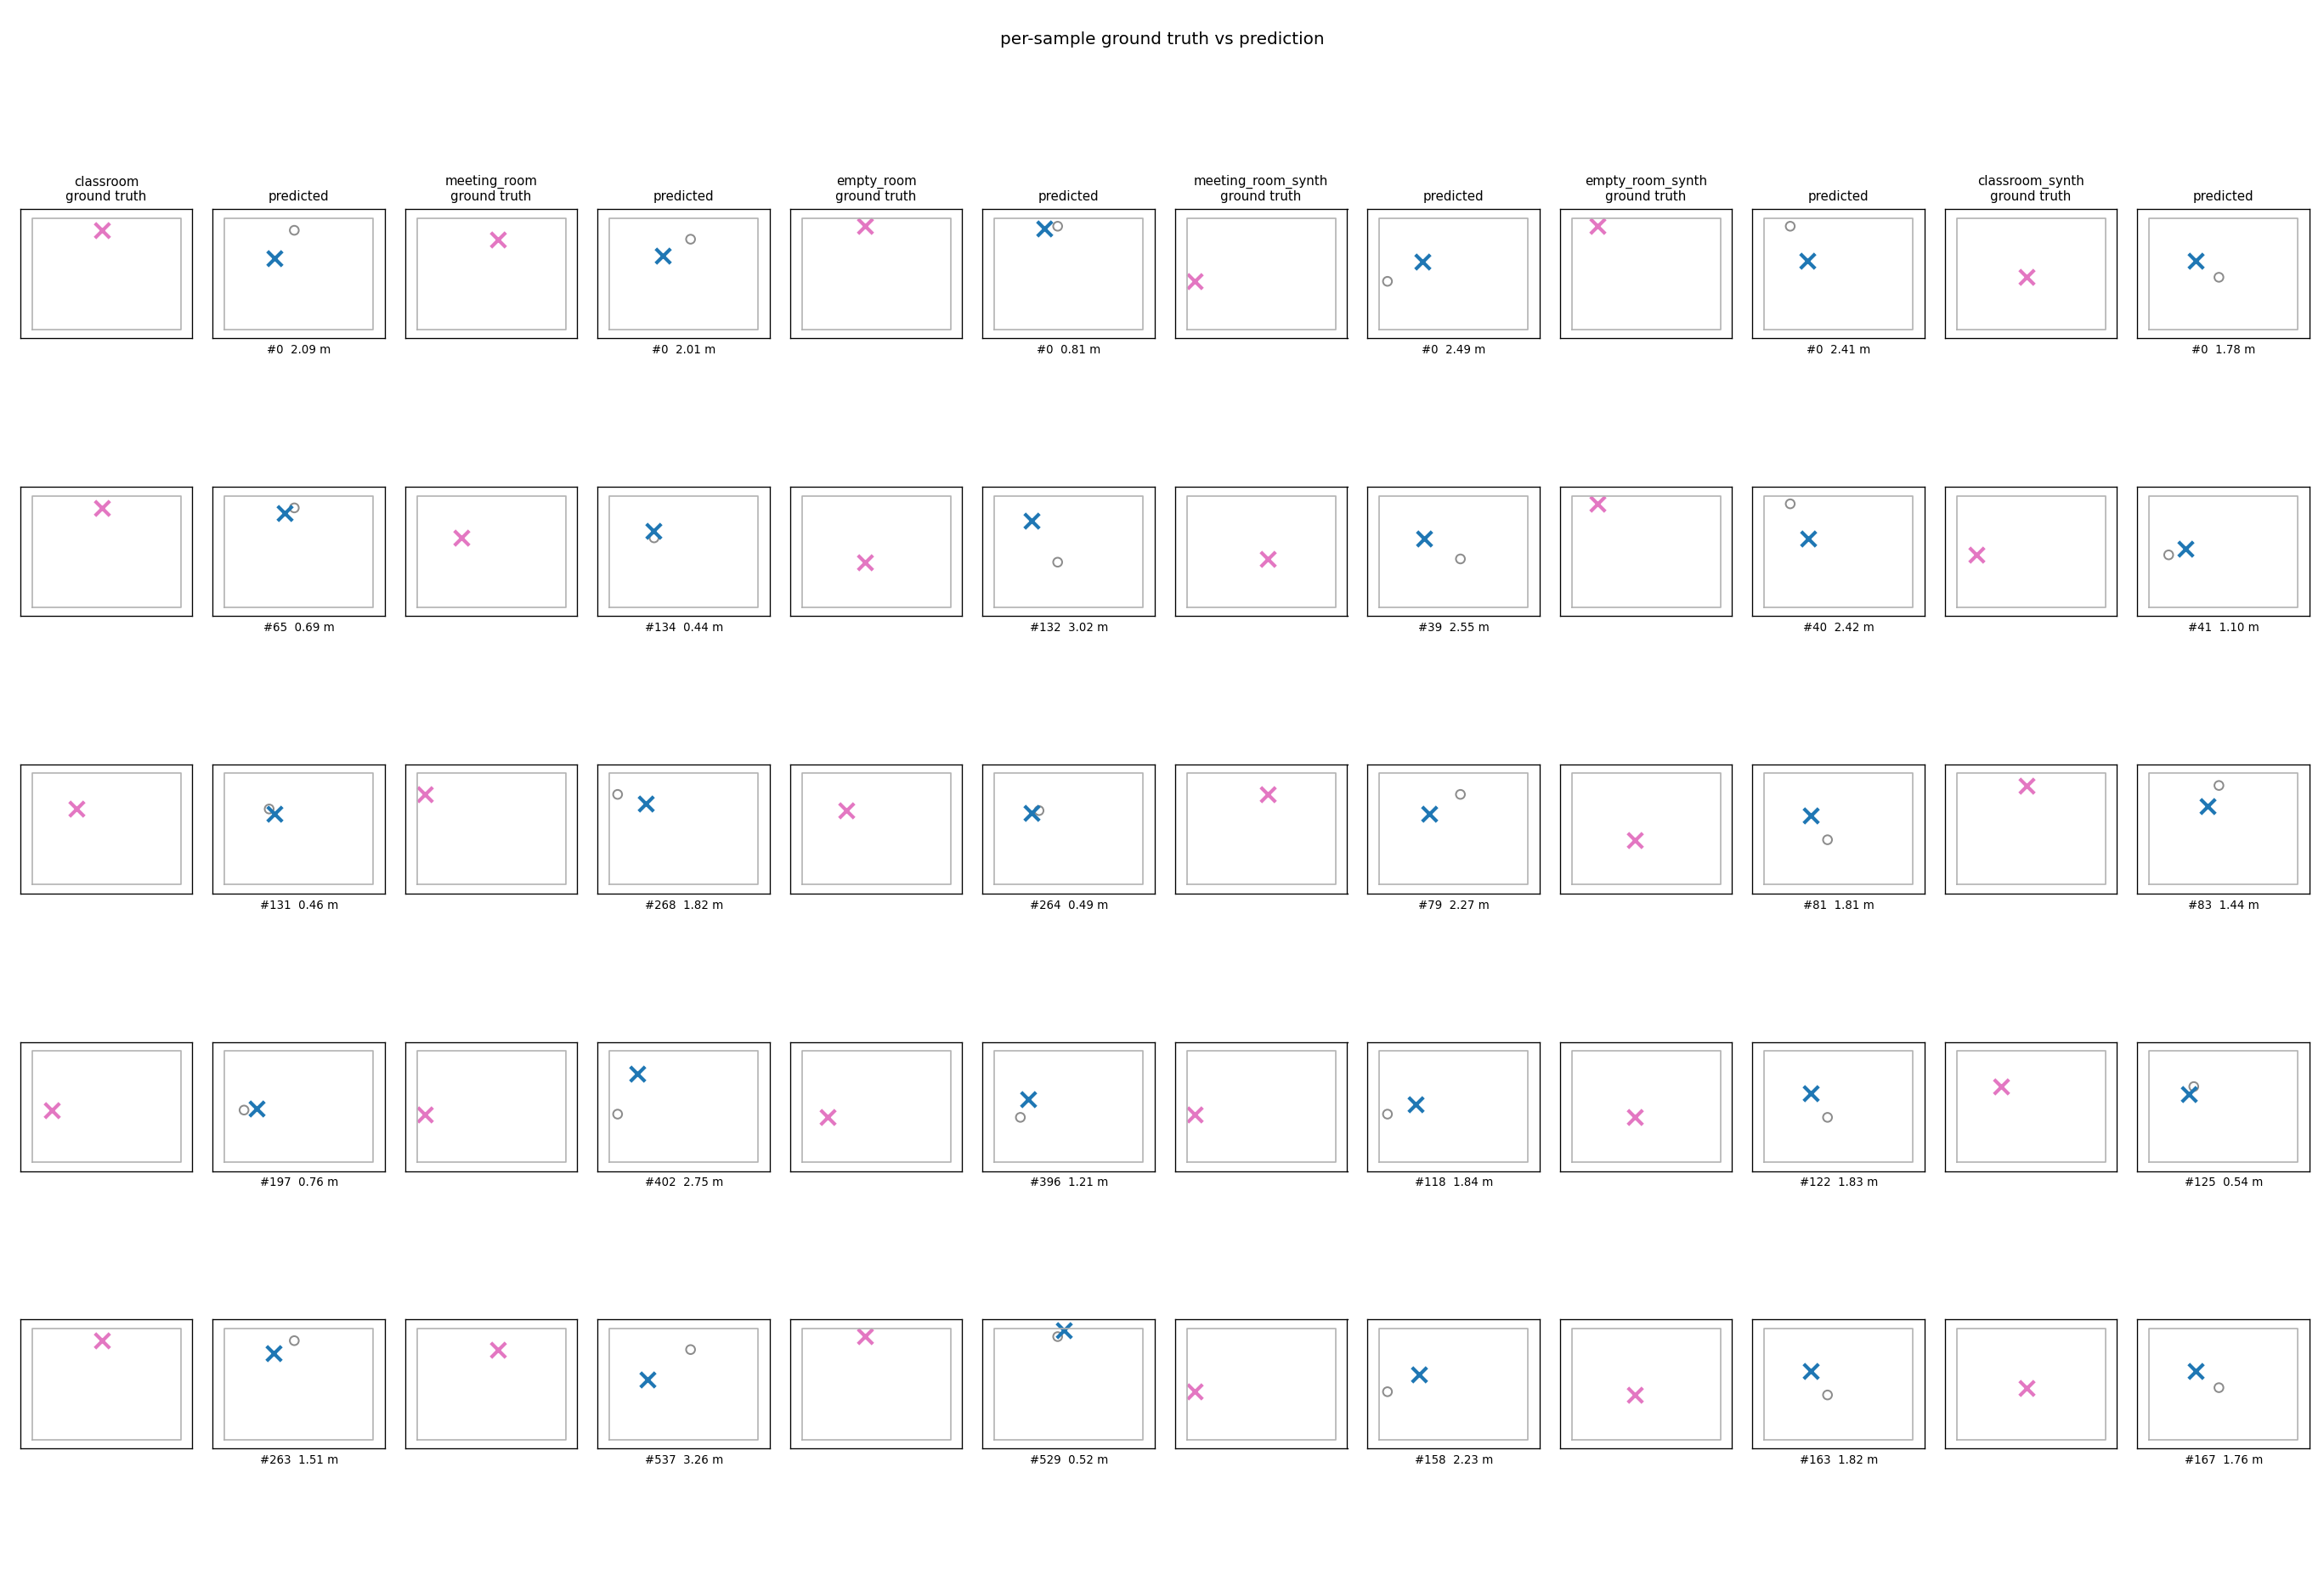 per-sample ground truth vs prediction
classroom
ground truth
predicted
meeting_room
ground truth
predicted
empty_room
ground truth
predicted
meeting_room_synth
ground truth
predicted
empty_room_synth
ground truth
predicted
classroom_synth
ground truth
predicted
#0 2.09 m
#0 2.01 m
#0 0.81 m
#0 2.49 m
#0 2.41 m
#0 1.78 m
#65 0.69 m
#134 0.44 m
#132 3.02 m
#39 2.55 m
#40 2.42 m
#41 1.10 m
#131 0.46 m
#268 1.82 m
#264 0.49 m
#79 2.27 m
#81 1.81 m
#83 1.44 m
#197 0.76 m
#402 2.75 m
#396 1.21 m
#118 1.84 m
#122 1.83 m
#125 0.54 m
#263 1.51 m
#537 3.26 m
#529 0.52 m
#158 2.23 m
#163 1.82 m
#167 1.76 m